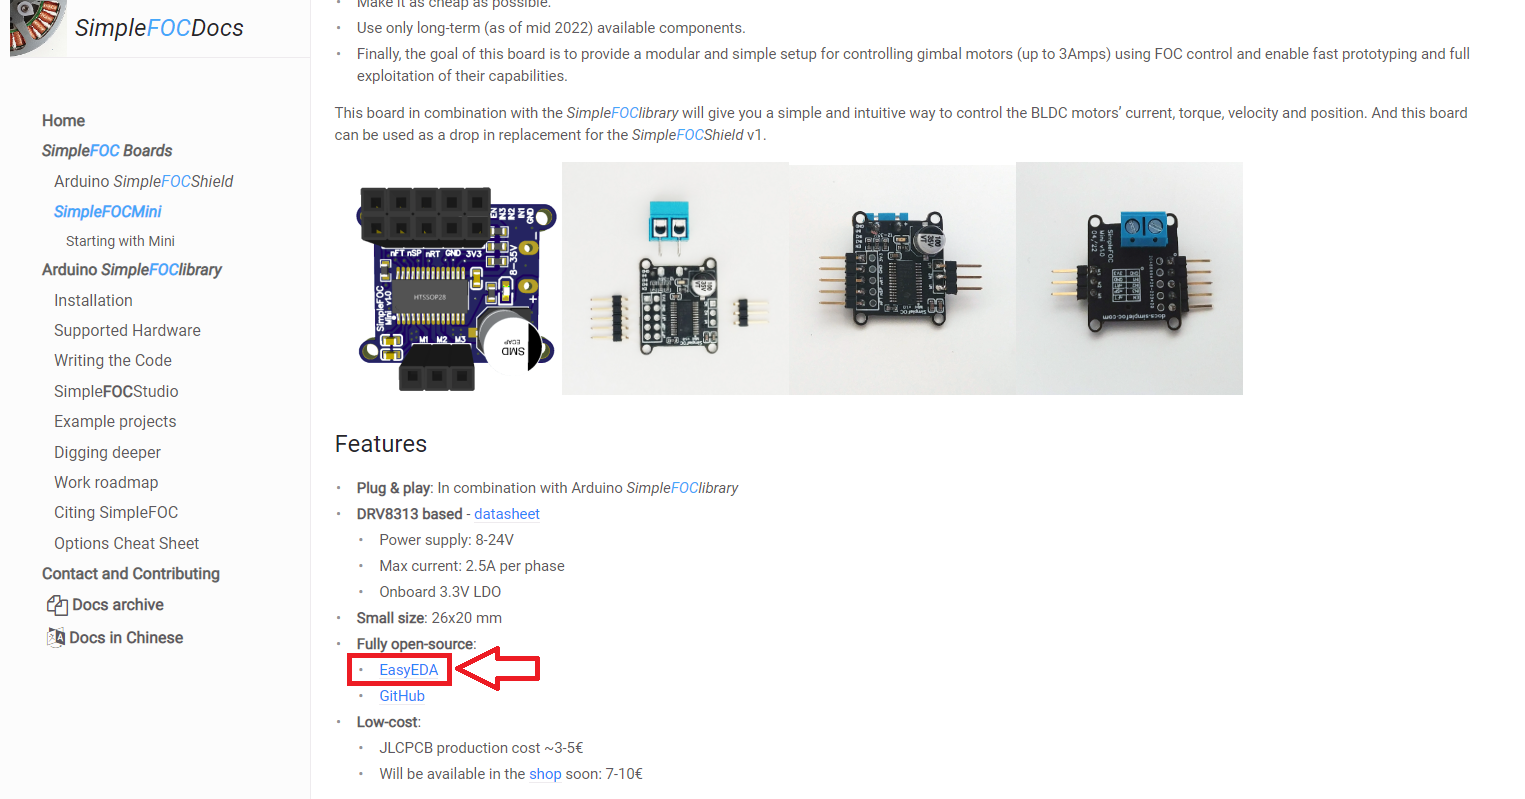 SimpleFOCDocs
Home
SimpleFOC Boards
Arduino SimpleFOCShield
SimpleFOCMini
Starting with Mini
Arduino SimpleFOClibrary
Installation
Supported Hardware
Writing the Code
SimpleFOCStudio
Example projects
Digging deeper
Work roadmap
Citing SimpleFOC
Options Cheat Sheet
Contact and Contributing
Docs archive
Docs in Chinese
Make it as cheap as possible.
Use only long-term (as of mid 2022) available components.
Finally, the goal of this board is to provide a modular and simple setup for controlling gimbal motors (up to 3Amps) using FOC control and enable fast prototyping and full
exploitation of their capabilities.
This board in combination with the SimpleFOClibrary will give you a simple and intuitive way to control the BLDC motors’ current, torque, velocity and position. And this board
can be used as a drop in replacement for the SimpleFOCShield v1.
EN
IN3
IN2
IN1
GND
nFT nSP nRT GND 3V3
8-35V
HTSSOP28
SimpleFOC
Mini v1.0
M1 M2 M3
SMD
ECAP
Features
Plug & play: In combination with Arduino SimpleFOClibrary
DRV8313 based - datasheet
Power supply: 8-24V
Max current: 2.5A per phase
Onboard 3.3V LDO
Small size: 26x20 mm
Fully open-source:
EasyEDA
GitHub
Low-cost:
JLCPCB production cost ~3-5€
Will be available in the shop soon: 7-10€